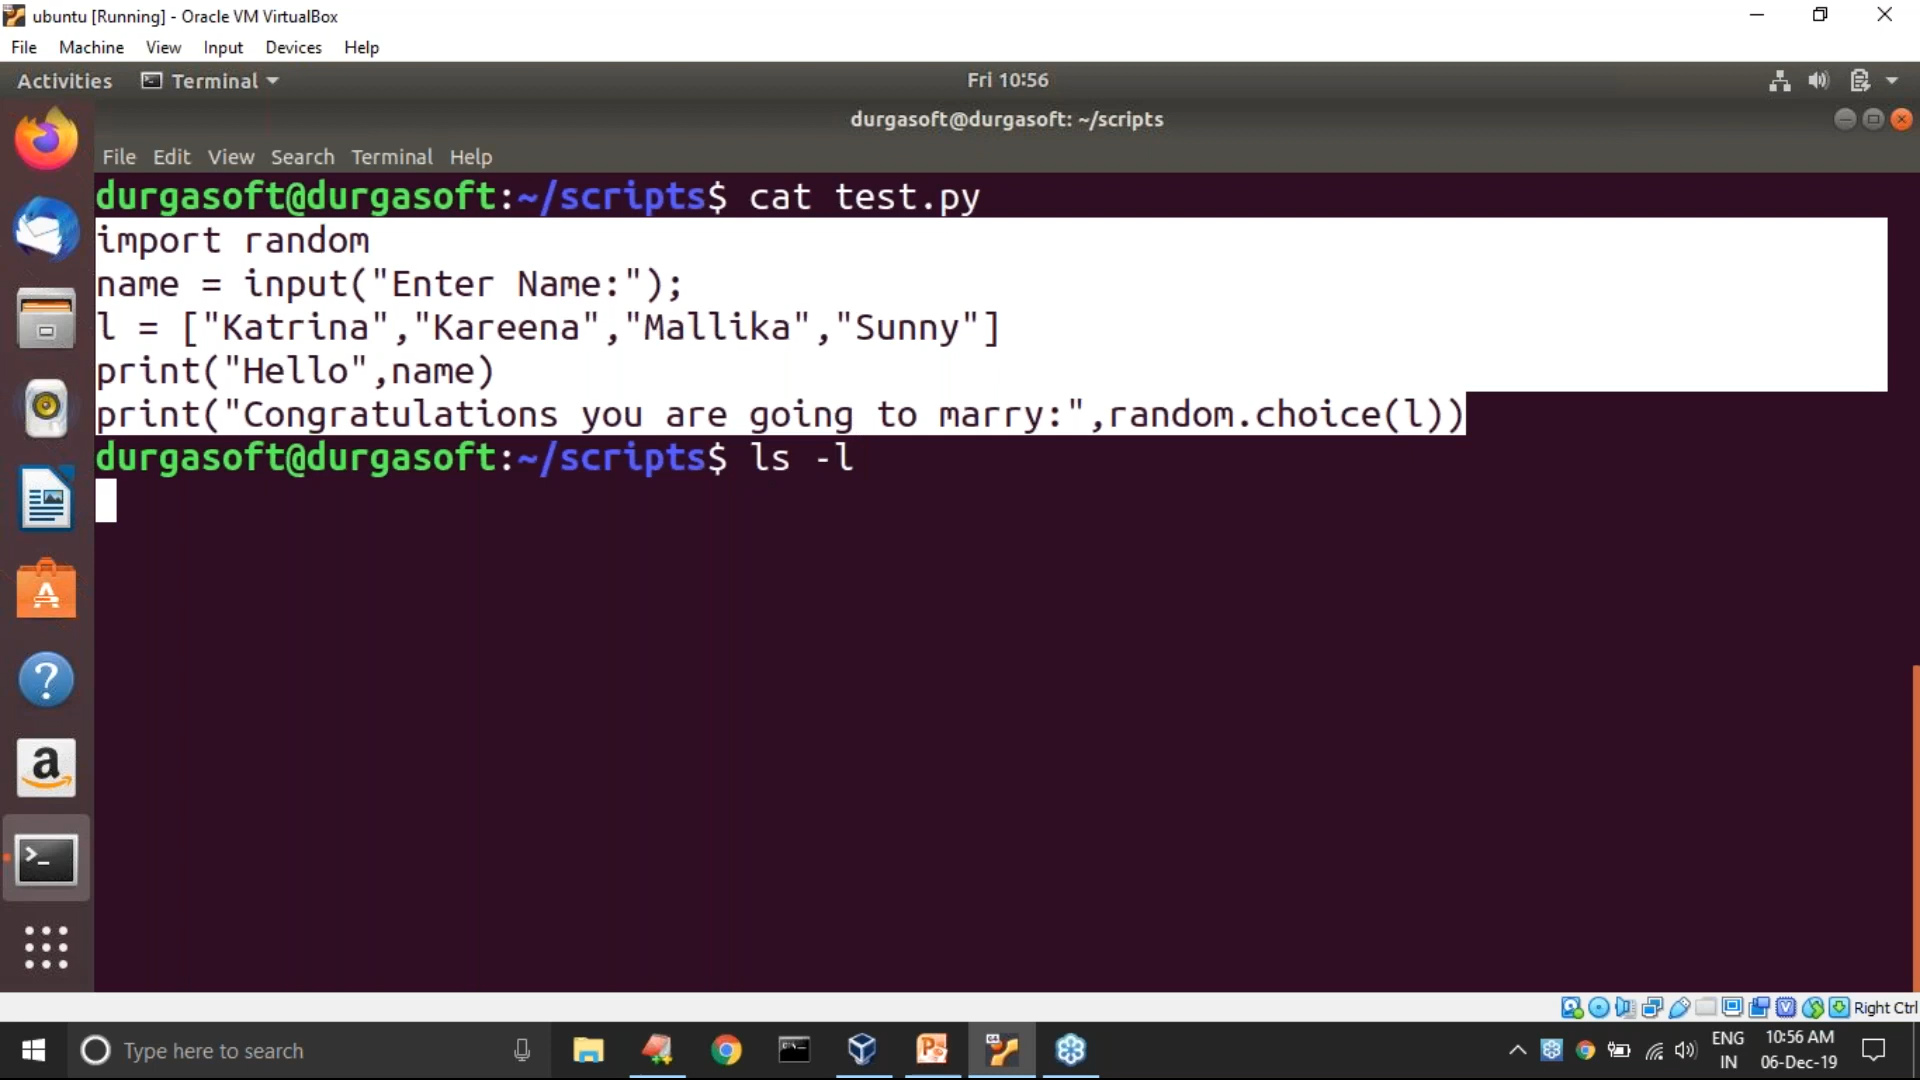 ubuntu [Running] - Oracle VM VirtualBox
File Machine View Input Devices Help
Activities Terminal Fri 10:56
durgasoft@durgasoft: ~/scripts
File Edit View Search Terminal Help
durgasoft@durgasoft:~/scripts$ cat test.py
import random
name = input("Enter Name:");
l = ["Katrina","Kareena","Mallika","Sunny"]
print("Hello",name)
print("Congratulations you are going to marry:",random.choice(l))
durgasoft@durgasoft:~/scripts$ ls -l
Right Ctrl
Type here to search
ENG
IN
10:56 AM
06-Dec-19